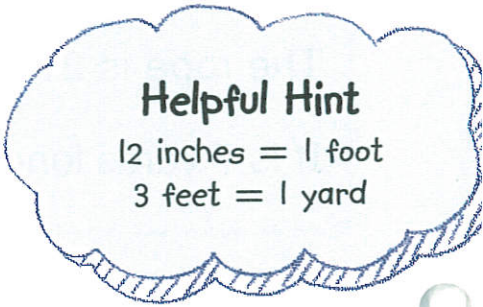 Helpful Hint
12 inches = 1 foot
3 feet = 1 yard